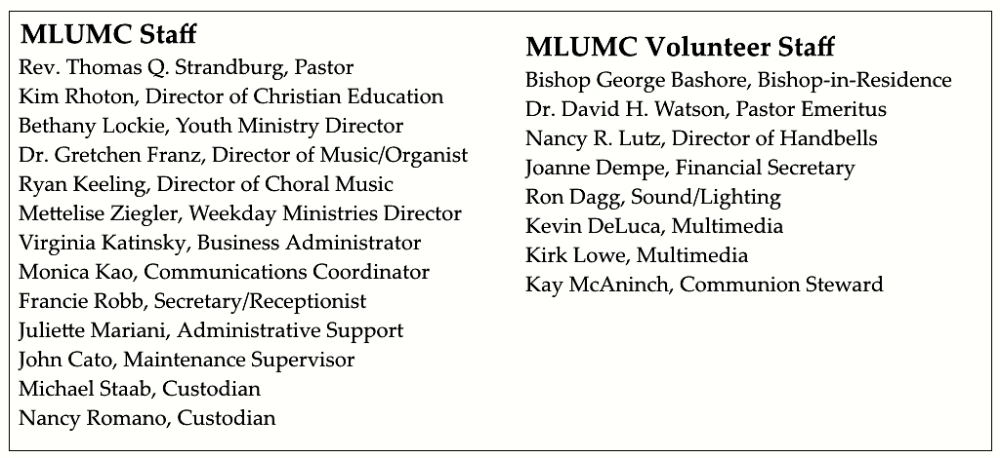 MLUMC Staff
Rev. Thomas Q. Strandburg, Pastor
Kim Rhoton, Director of Christian Education
Bethany Lockie, Youth Ministry Director
Dr. Gretchen Franz, Director of Music/Organist
Ryan Keeling, Director of Choral Music
Mettelise Ziegler, Weekday Ministries Director
Virginia Katinsky, Business Administrator
Monica Kao, Communications Coordinator
Francie Robb, Secretary/Receptionist
Juliette Mariani, Administrative Support
John Cato, Maintenance Supervisor
Michael Staab, Custodian
Nancy Romano, Custodian
MLUMC Volunteer Staff
Bishop George Bashore, Bishop-in-Residence
Dr. David H. Watson, Pastor Emeritus
Nancy R. Lutz, Director of Handbells
Joanne Dempe, Financial Secretary
Ron Dagg, Sound/Lighting
Kevin DeLuca, Multimedia
Kirk Lowe, Multimedia
Kay McAninch, Communion Steward